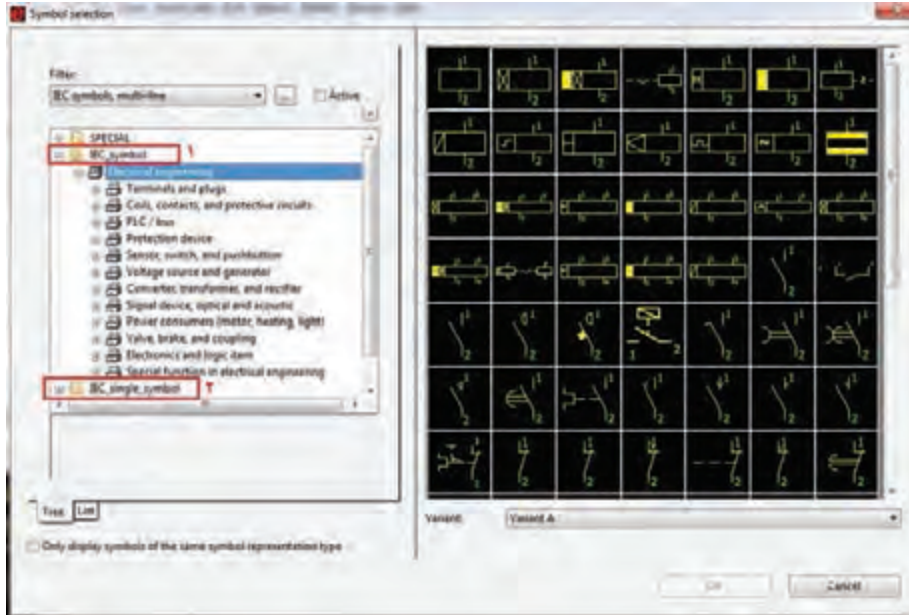 Symbol selection
Filter:
IEC symbols, multi-line
...
Active
SPECIAL
IEC_symbol
۱
Electrical engineering
Terminals and plugs
Coils, contacts, and protective circuits
PLC / bus
Protection device
Sensor, switch, and pushbutton
Voltage source and generator
Converter, transformer, and rectifier
Signal device, optical and acoustic
Power consumers (motor, heating, light)
Valve, brake, and coupling
Electronics and logic item
Special function in electrical engineering
IEC_single_symbol
۲
Tree
List
Only display symbols of the same symbol representation type
Variant:
Variant A
OK
Cancel